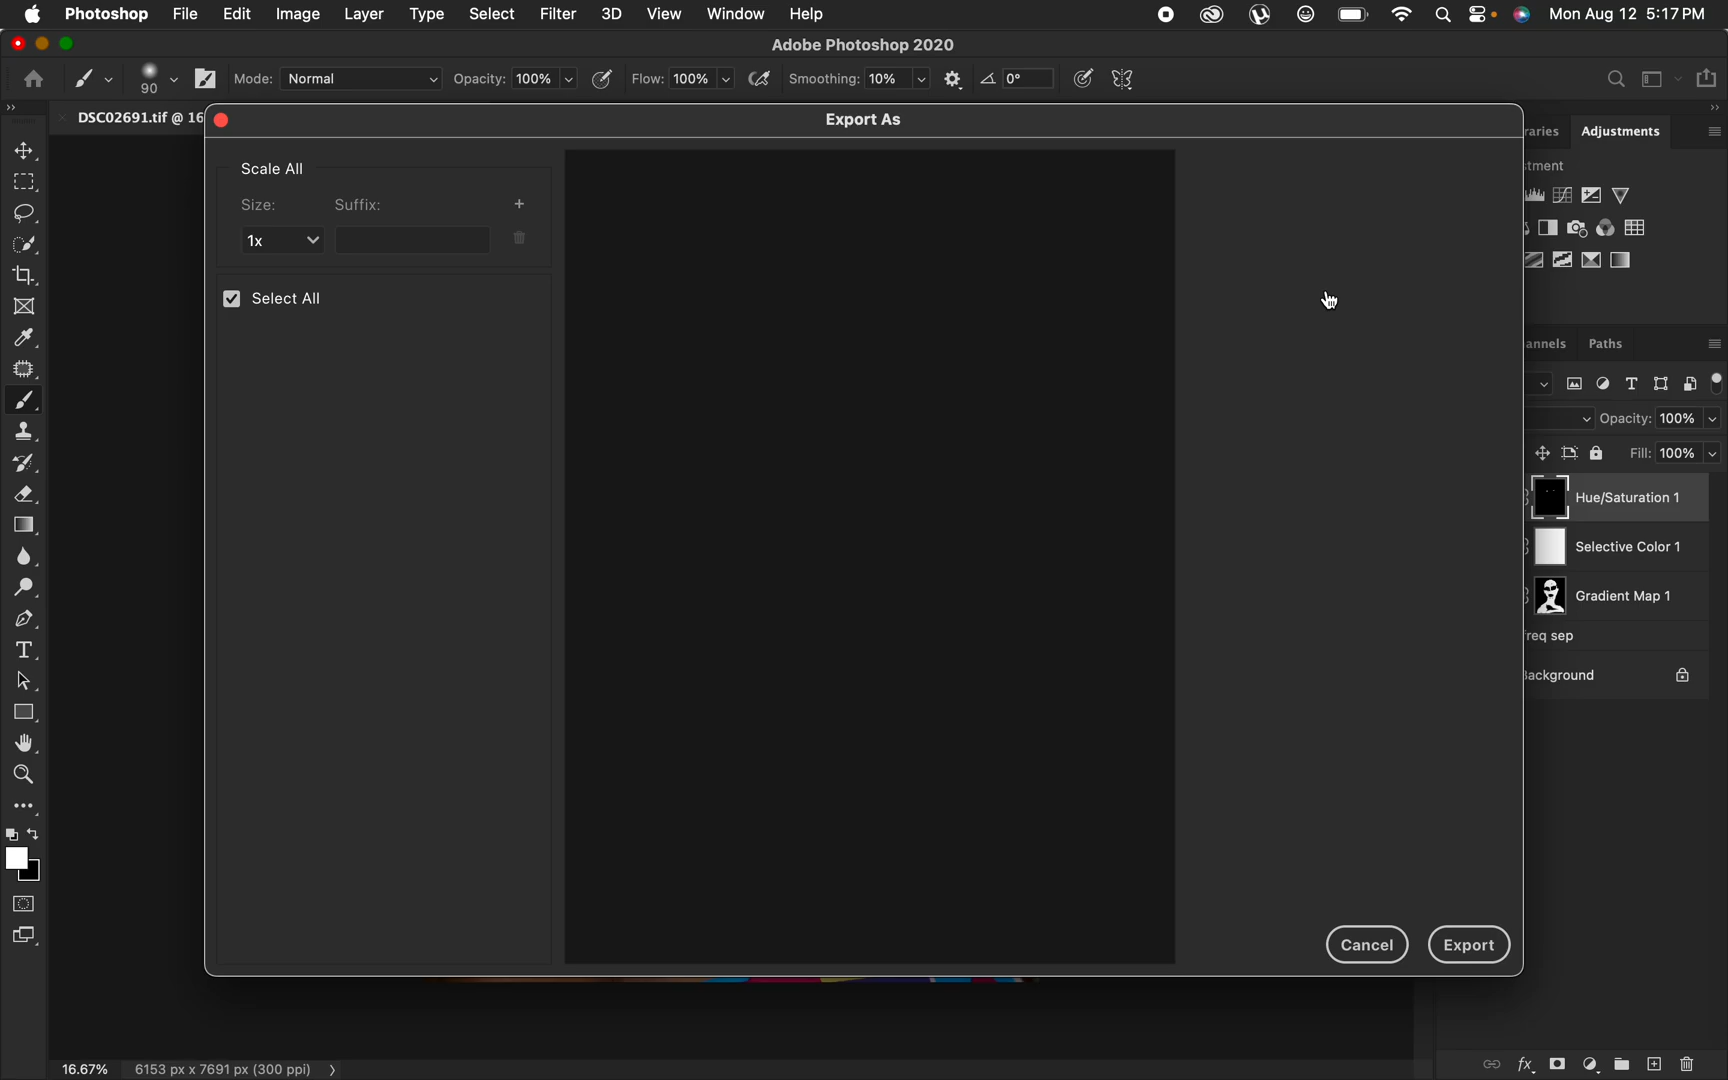 Photoshop File Edit Image Layer Type Select Filter 3D View Window Help Mon Aug 12 5:17 PM
Adobe Photoshop 2020
90 Mode: Normal Opacity: 100% Flow: 100% Smoothing: 10% 0°
DSC02691.tif @ 16
Export As
raries Adjustments
Scale All
stment
Size: Suffix: +
1x
Select All
annels Paths
Opacity: 100%
Fill: 100%
Hue/Saturation 1
Selective Color 1
Gradient Map 1
req sep
Background
Cancel Export
16.67% 6153 px x 7691 px (300 ppi)